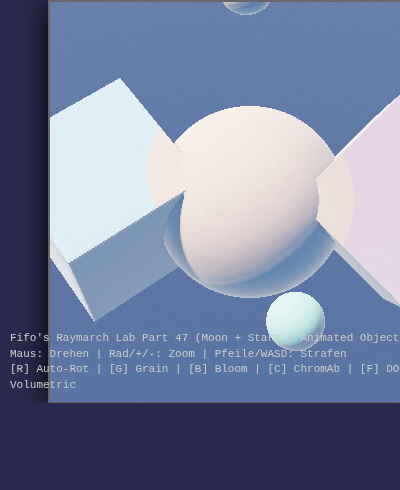 Fifo's Raymarch Lab Part 47 (Moon + Animated Object
Maus: Drehen | Rad/+/-: Zoom | Pfeile/WASD: Strafen
[R] Auto-Rot | [G] Grain | [B] Bloom | [C] ChromAb | [F] DO
Volumetric